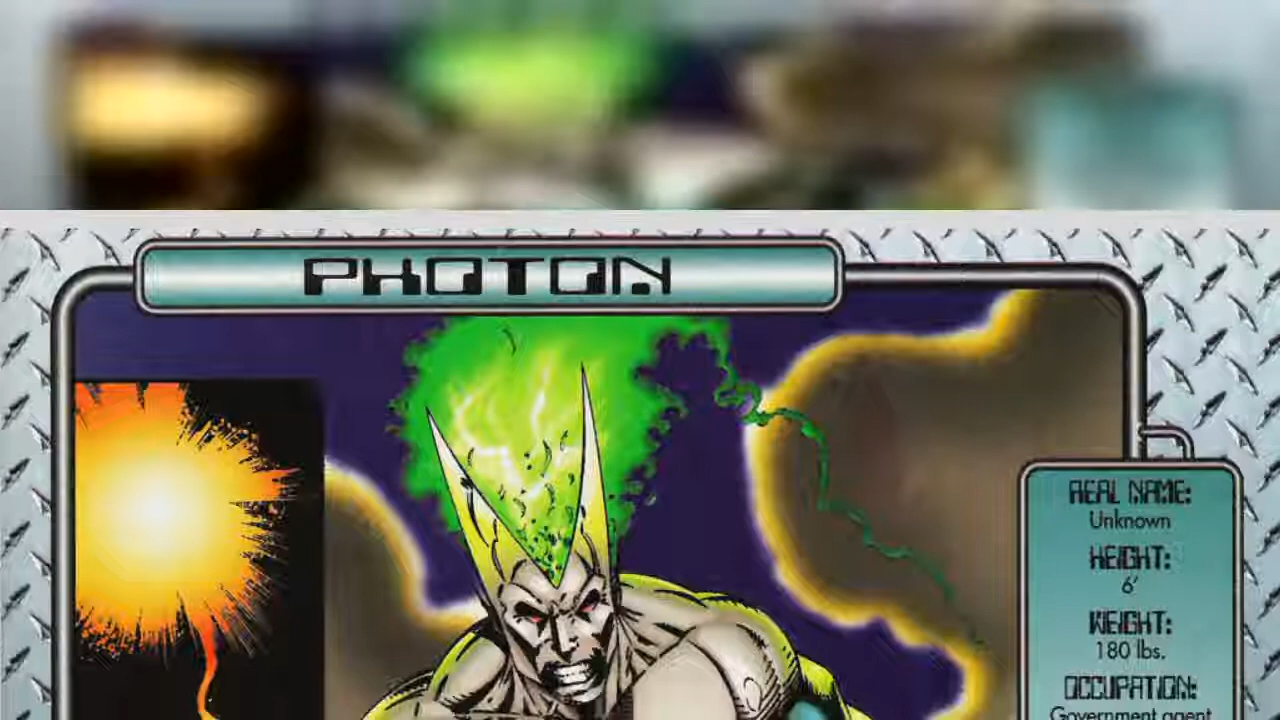 PHOTON
REAL NAME:
Unknown
HEIGHT:
6'
WEIGHT:
180 lbs.
OCCUPATION:
Government agent